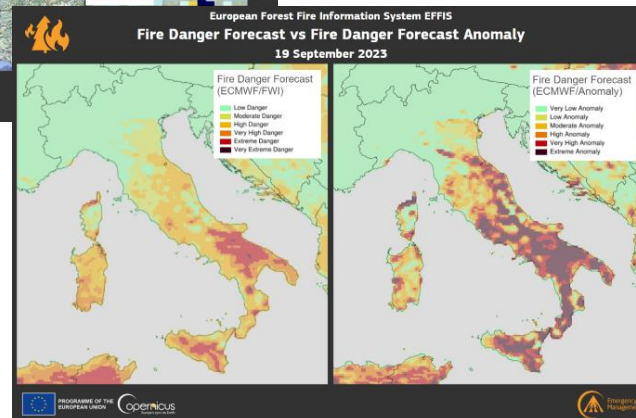 European Forest Fire Information System EFFIS
Fire Danger Forecast vs Fire Danger Forecast Anomaly
19 September 2023
Fire Danger Forecast
(ECMWF/FWI)
Low Danger
Moderate Danger
High Danger
Very High Danger
Extreme Danger
Very Extreme Danger
Fire Danger Forecast
(ECMWF/Anomaly)
Very Low Anomaly
Low Anomaly
Moderate Anomaly
High Anomaly
Very High Anomaly
Extreme Anomaly
PROGRAMME OF THE
EUROPEAN UNION
opernicus
Emergency
Manageme